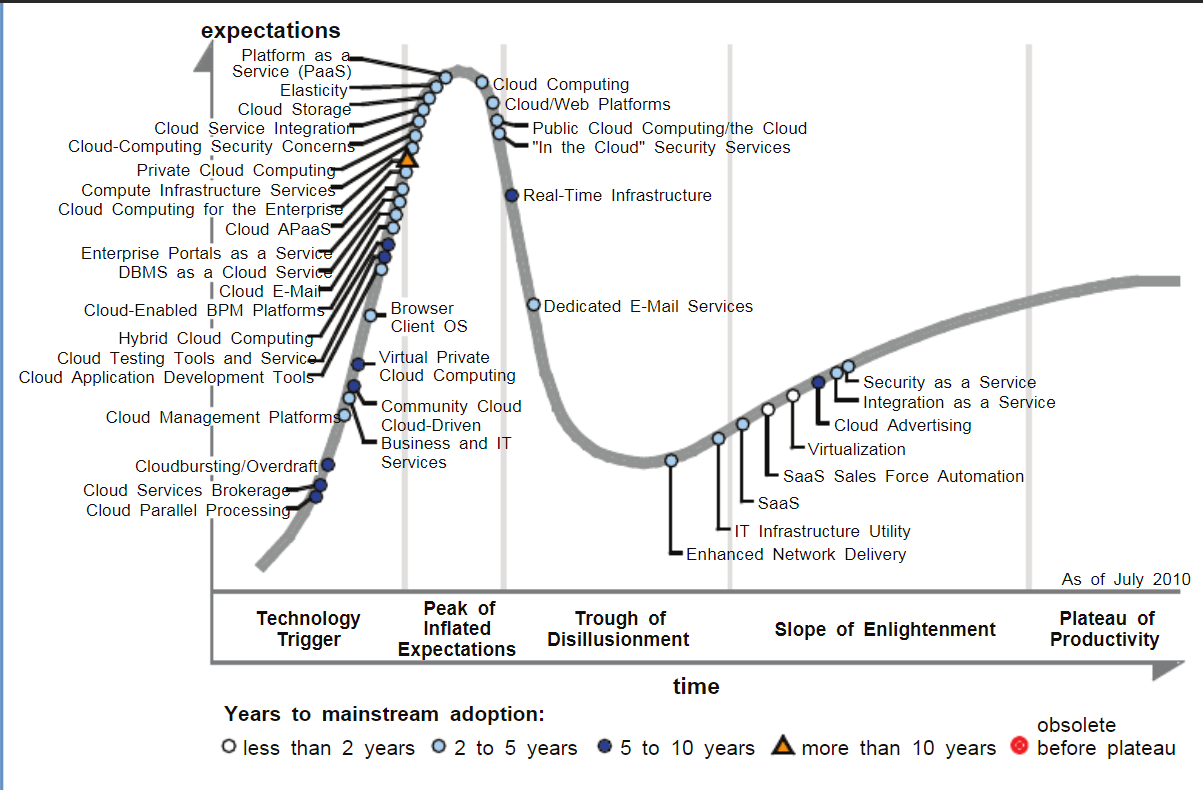 expectations
Platform as a
Service (PaaS)
Elasticity
Cloud Storage
Cloud Service Integration
Cloud-Computing Security Concerns
Private Cloud Computing
Compute Infrastructure Services
Cloud Computing for the Enterprise
Cloud APaaS
Enterprise Portals as a Service
DBMS as a Cloud Service
Cloud E-Mail
Cloud-Enabled BPM Platforms
Hybrid Cloud Computing
Cloud Testing Tools and Service
Cloud Application Development Tools
Cloud Management Platforms
Cloudbursting/Overdraft
Cloud Services Brokerage
Cloud Parallel Processing
Browser
Client OS
Virtual Private
Cloud Computing
Community Cloud
Cloud-Driven
Business and IT
Services
Cloud Computing
Cloud/Web Platforms
Public Cloud Computing/the Cloud
"In the Cloud" Security Services
Real-Time Infrastructure
Dedicated E-Mail Services
Security as a Service
Integration as a Service
Cloud Advertising
Virtualization
SaaS Sales Force Automation
SaaS
IT Infrastructure Utility
Enhanced Network Delivery
As of July 2010
Technology
Trigger
Peak of
Inflated
Expectations
Trough of
Disillusionment
Slope of Enlightenment
Plateau of
Productivity
time
Years to mainstream adoption:
less than 2 years
2 to 5 years
5 to 10 years
more than 10 years
obsolete
before plateau